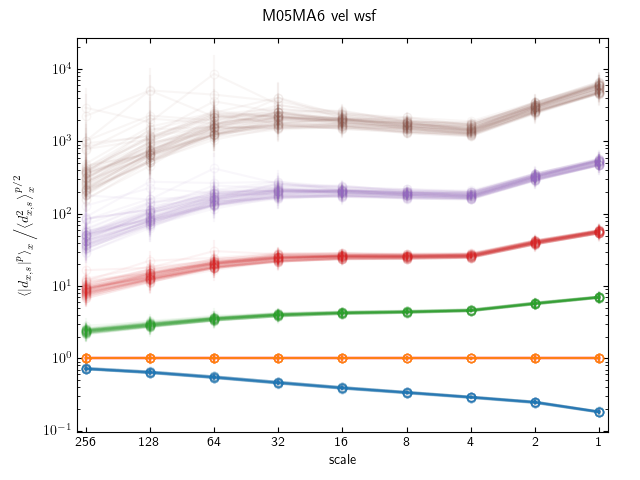 M05MA6 vel wsf
⟨|d_{x,s}|^p⟩_x / ⟨d_{x,s}^2⟩_x^{p/2}
10^4
10^3
10^2
10^1
10^0
10^{-1}
256 128 64 32 16 8 4 2 1
scale